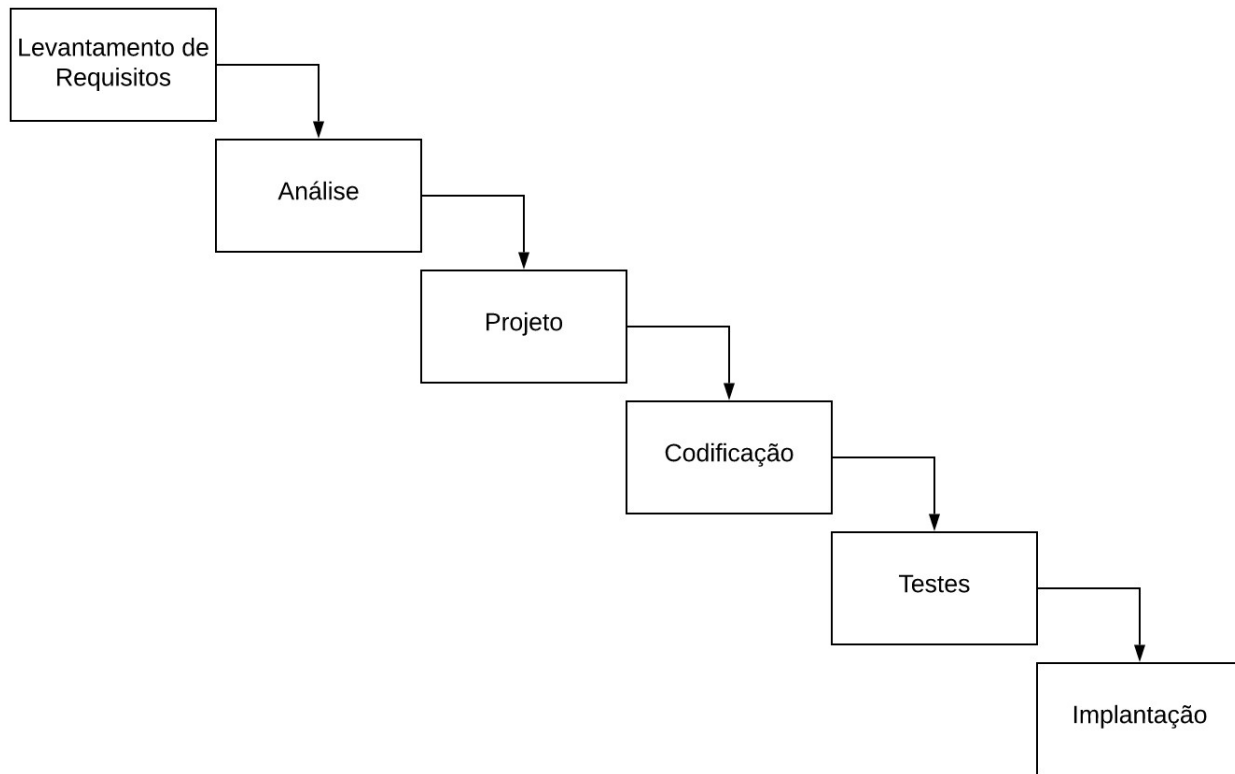 Levantamento de
Requisitos
Análise
Projeto
Codificação
Testes
Implantação